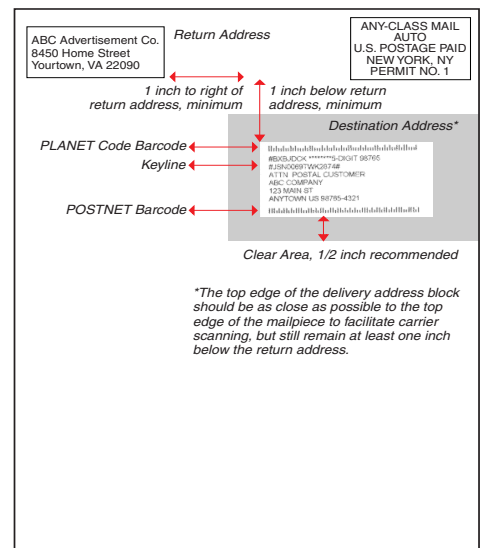 ABC Advertisement Co.
8450 Home Street
Yourtown, VA 22090
Return Address
ANY-CLASS MAIL
AUTO
U.S. POSTAGE PAID
NEW YORK, NY
PERMIT NO. 1
1 inch to right of
return address, minimum
1 inch below return
address, minimum
Destination Address*
PLANET Code Barcode
Keyline
POSTNET Barcode
#BXBJDCK ********5-DIGIT 98765
#JSN0069TWK2874#
ATTN POSTAL CUSTOMER
ABC COMPANY
123 MAIN ST
ANYTOWN US 98765-4321
Clear Area, 1/2 inch recommended
*The top edge of the delivery address block
should be as close as possible to the top
edge of the mailpiece to facilitate carrier
scanning, but still remain at least one inch
below the return address.